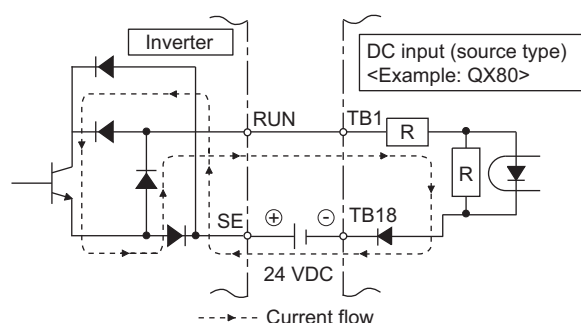 Inverter
DC input (source type)
<Example: QX80>
RUN
TB1
R
R
SE
+
-
TB18
24 VDC
Current flow